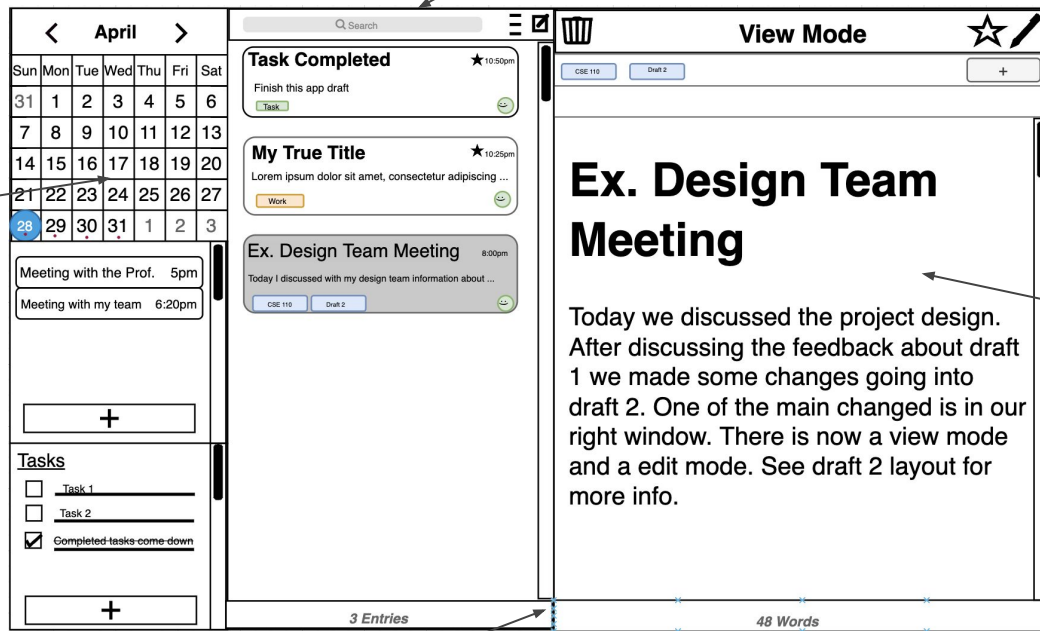 April
Sun Mon Tue Wed Thu Fri Sat
31 1 2 3 4 5 6
7 8 9 10 11 12 13
14 15 16 17 18 19 20
21 22 23 24 25 26 27
28 29 30 31 1 2 3
Meeting with the Prof. 5pm
Meeting with my team 6:20pm
+
Tasks
Task 1
Task 2
Completed tasks come down
+
Search
Task Completed
★10:50pm
Finish this app draft
Task
My True Title
★10:25pm
Lorem ipsum dolor sit amet, consectetur adipiscing ...
Work
Ex. Design Team Meeting 8:00pm
Today I discussed with my design team information about ...
CSE 110 Draft 2
3 Entries
View Mode
CSE 110 Draft 2 +
Ex. Design Team
Meeting
Today we discussed the project design.
After discussing the feedback about draft
1 we made some changes going into
draft 2. One of the main changed is in our
right window. There is now a view mode
and a edit mode. See draft 2 layout for
more info.
48 Words